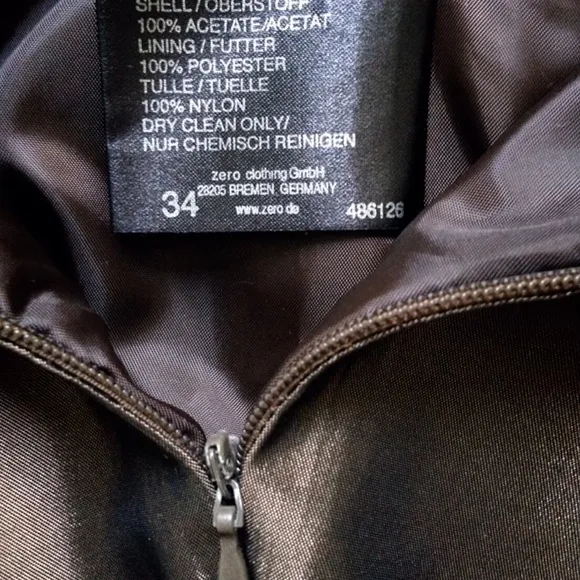 SHELL/OBERSTOFF
100% ACETATE/ACETAT
LINING/FUTTER
100% POLYESTER
TULLE/TUELLE
100% NYLON
DRY CLEAN ONLY/
NUR CHEMISCH REINIGEN
zero clothing GmbH
28205 BREMEN, GERMANY
34 www.zero.de 486126